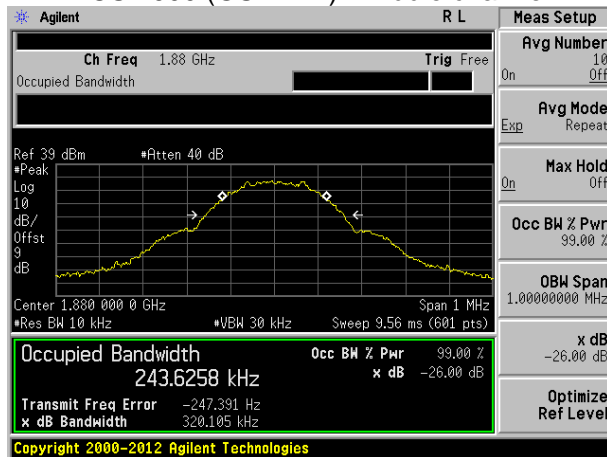 Agilent R L Meas Setup
Ch Freq 1.88 GHz Trig Free
Occupied Bandwidth
Avg Number
10
On Off
Avg Mode
Exp Repeat
Max Hold
On Off
Occ BW % Pwr
99.00 %
OBW Span
1.00000000 MHz
x dB
-26.00 dB
Optimize
Ref Level
Ref 39 dBm #Atten 40 dB
#Peak
Log
10
dB/
Offst
9
dB
Center 1.880 000 0 GHz Span 1 MHz
#Res BW 10 kHz #VBW 30 kHz Sweep 9.56 ms (601 pts)
Occupied Bandwidth Occ BW % Pwr 99.00 %
243.6258 kHz x dB -26.00 dB
Transmit Freq Error -247.391 Hz
x dB Bandwidth 320.105 kHz
Copyright 2000-2012 Agilent Technologies